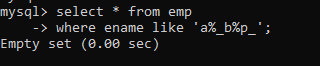 mysql> select * from emp
-> where ename like 'a%_b%p_';
Empty set (0.00 sec)